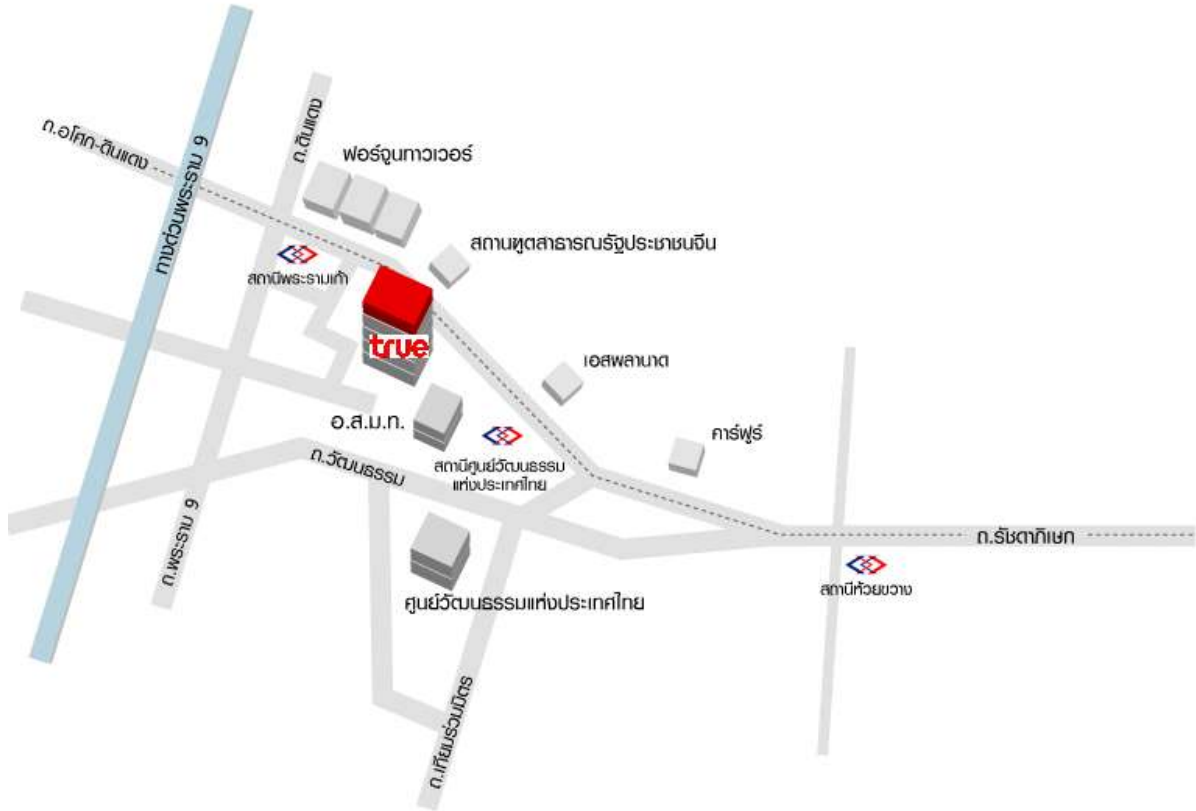 ถ.อโศก-ดินแดง
ทางด่วนพระราม 9
ถ.ดินแดง
ฟอร์จูนทาวเวอร์
สถานฑูตสาธารณรัฐประชาชนจีน
สถานีพระรามเก้า
true
เอสพลานาด
อ.ส.ม.ท.
คาร์ฟูร์
ถ.วัฒนธรรม
สถานีศูนย์วัฒนธรรม
แห่งประเทศไทย
ถ.พระราม 9
ถ.รัชดาภิเษก
สถานีห้วยขวาง
ศูนย์วัฒนธรรมแห่งประเทศไทย
ถ.เทียมร่วมมิตร